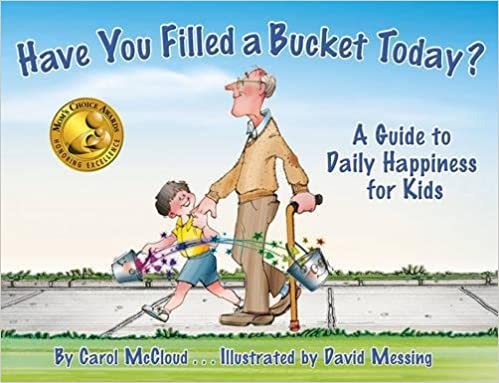 Have You Filled a Bucket Today?
MOM'S CHOICE AWARDS
HONORING EXCELLENCE
A Guide to
Daily Happiness
for Kids
By Carol McCloud . . . Illustrated by David Messing